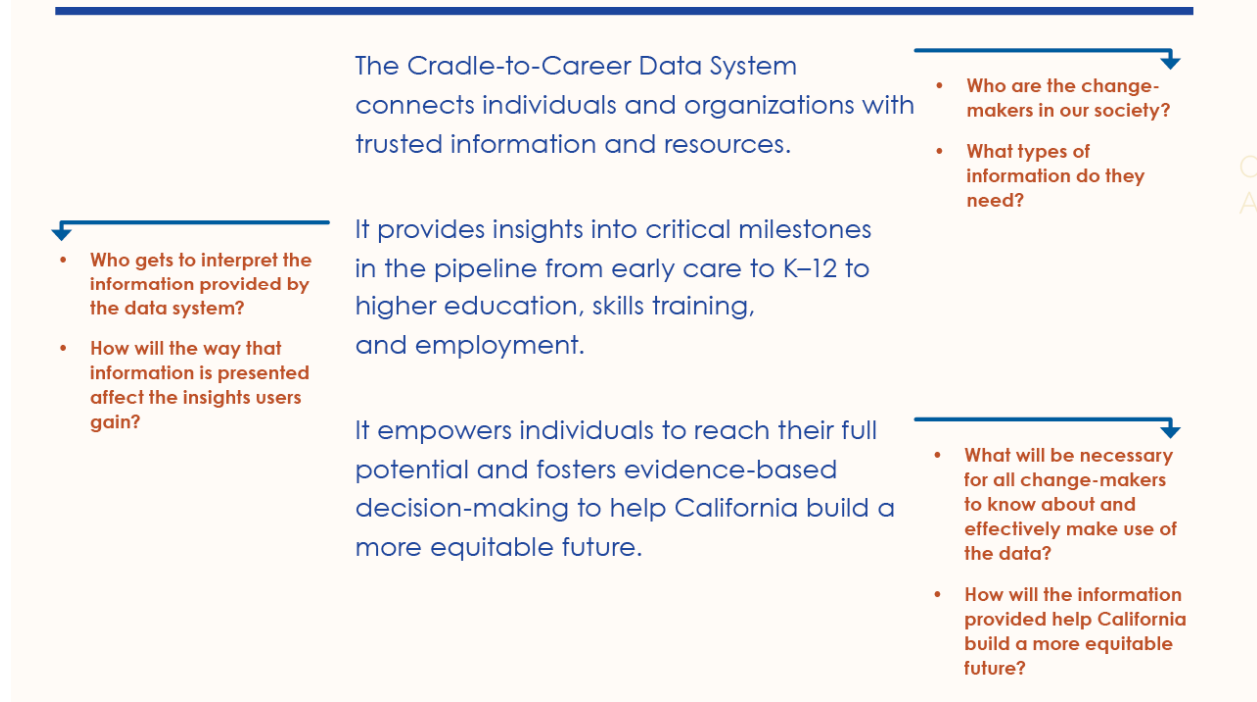 The Cradle-to-Career Data System
connects individuals and organizations with
trusted information and resources.
• Who are the change-
makers in our society?
• What types of
information do they
need?
It provides insights into critical milestones
in the pipeline from early care to K–12 to
higher education, skills training,
and employment.
• Who gets to interpret the
information provided by
the data system?
• How will the way that
information is presented
affect the insights users
gain?
It empowers individuals to reach their full
potential and fosters evidence-based
decision-making to help California build a
more equitable future.
• What will be necessary
for all change-makers
to know about and
effectively make use of
the data?
• How will the information
provided help California
build a more equitable
future?